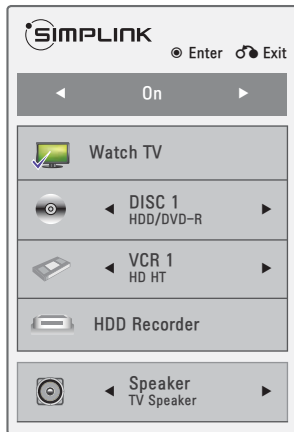 SIMPLINK
Enter Exit
On
Watch TV
DISC 1
HDD/DVD-R
VCR 1
HD HT
HDD Recorder
Speaker
TV Speaker